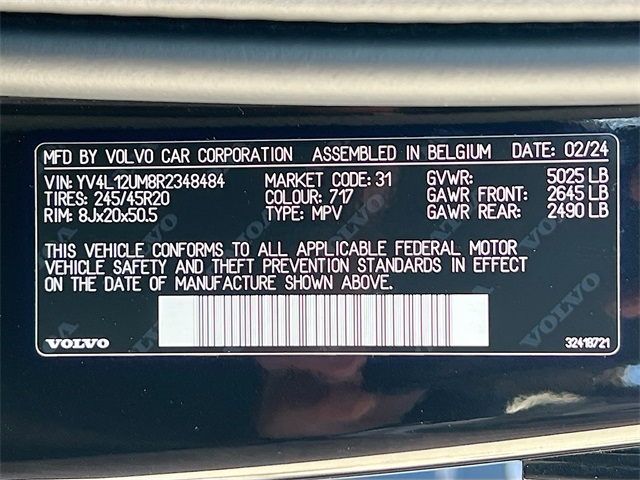 MFD BY VOLVO CAR CORPORATION ASSEMBLED IN BELGIUM DATE: 02/24
VIN: YV4L12UM8R2348484 MARKET CODE: 31 GVWR: 5025 LB
TIRES: 245/45R20 COLOUR: 717 GAWR FRONT: 2645 LB
RIM: 8Jx20x50.5 TYPE: MPV GAWR REAR: 2490 LB
THIS VEHICLE CONFORMS TO ALL APPLICABLE FEDERAL MOTOR
VEHICLE SAFETY AND THEFT PREVENTION STANDARDS IN EFFECT
ON THE DATE OF MANUFACTURE SHOWN ABOVE.
VOLVO 32418721